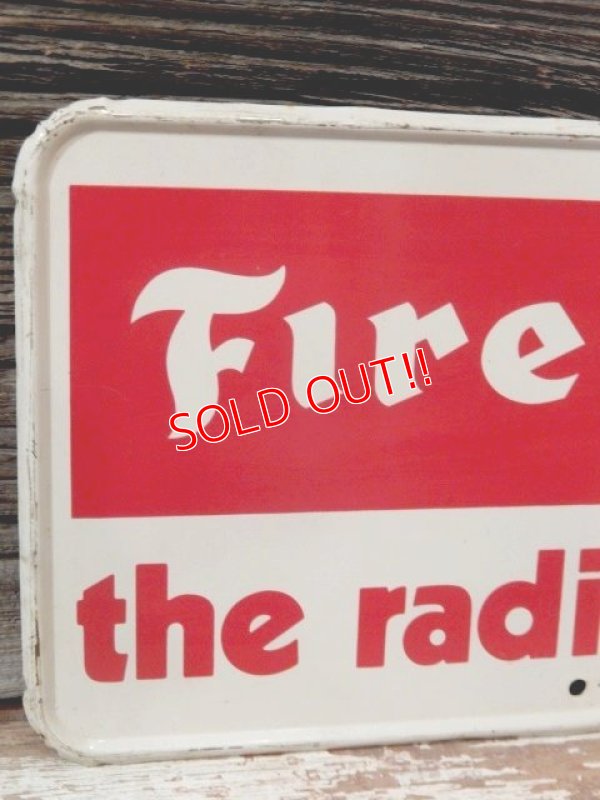 Fire
SOLD OUT!!
the radi